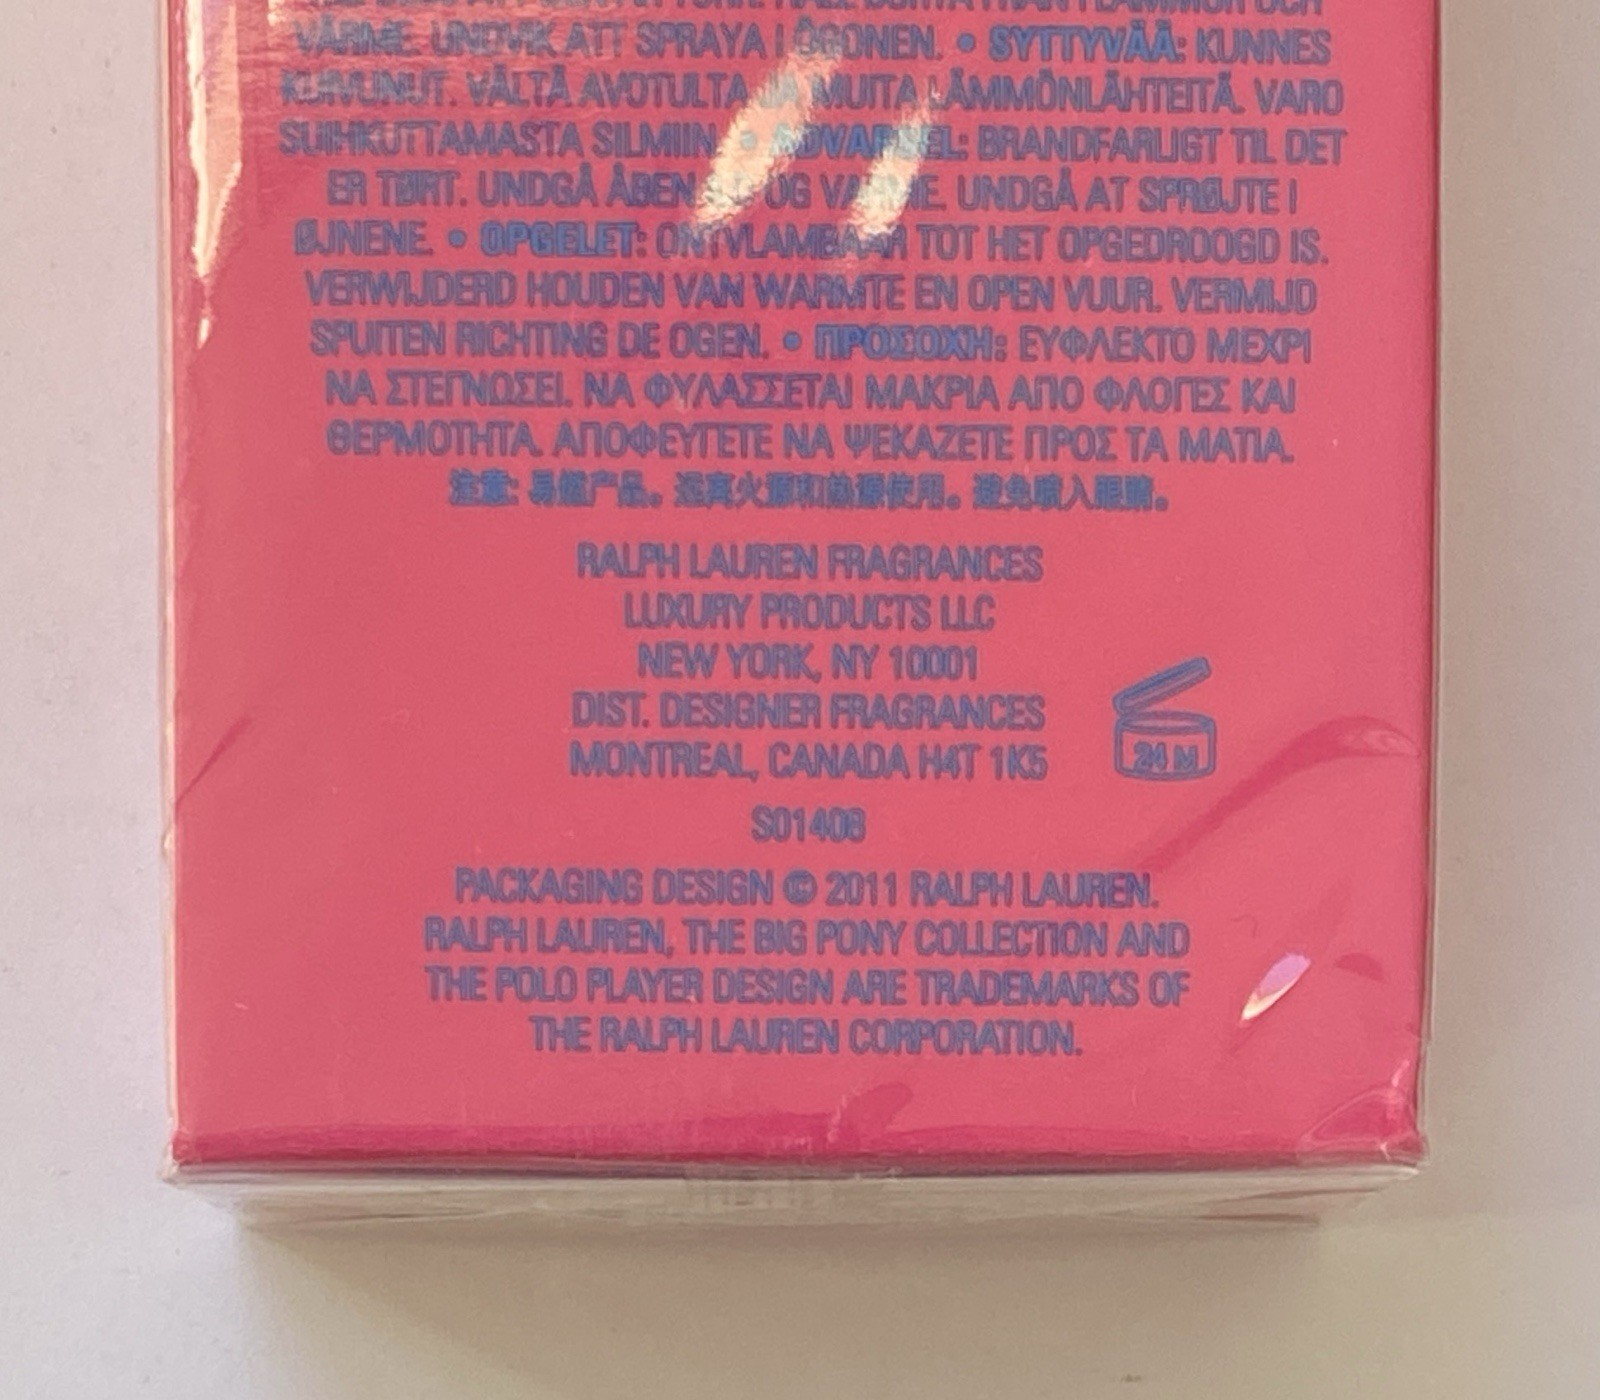 VÄRME. UNDVIK ATT SPRAYA I ÖGONEN. • SYTTYVÄÄ: KUNNES
KUIVUNUT. VÄLTÄ AVOTULTA JA MUITA LÄMMÖNLÄHTEITÄ. VARO
SUIHKUTTAMASTA SILMIIN. • ADVARSEL: BRANDFARLIGT TIL DET
ER TØRT. UNDGÅ ÅBEN ILD OG VARME. UNDGÅ AT SPRØJTE I
ØJNENE. • OPGELET: ONTVLAMBAAR TOT HET OPGEDROOGD IS.
VERWIJDERD HOUDEN VAN WARMTE EN OPEN VUUR. VERMIJD
SPUITEN RICHTING DE OGEN. • ΠΡΟΣΟΧΗ: ΕΥΦΛΕΚΤΟ ΜΕΧΡΙ
ΝΑ ΣΤΕΓΝΩΣΕΙ. ΝΑ ΦΥΛΑΣΣΕΤΑΙ ΜΑΚΡΙΑ ΑΠΟ ΦΛΟΓΕΣ ΚΑΙ
ΘΕΡΜΟΤΗΤΑ. ΑΠΟΦΕΥΓΕΤΕ ΝΑ ΨΕΚΑΖΕΤΕ ΠΡΟΣ ΤΑ ΜΑΤΙΑ.
注意: 易燃产品。远离火源和热源使用。避免喷入眼睛。
RALPH LAUREN FRAGRANCES
LUXURY PRODUCTS LLC
NEW YORK, NY 10001
DIST. DESIGNER FRAGRANCES
MONTREAL, CANADA H4T 1K5
24 M
S01408
PACKAGING DESIGN © 2011 RALPH LAUREN.
RALPH LAUREN, THE BIG PONY COLLECTION AND
THE POLO PLAYER DESIGN ARE TRADEMARKS OF
THE RALPH LAUREN CORPORATION.